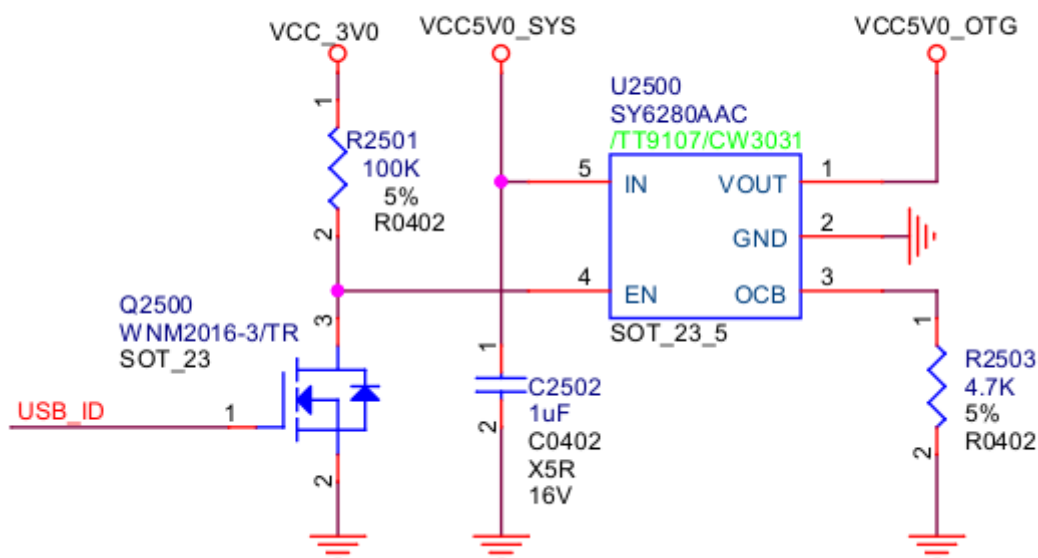 VCC_3V0
VCC5V0_SYS
VCC5V0_OTG
U2500
SY6280AAC
/TT9107/CW3031
1
R2501
100K
5%
R0402
2
5
IN
VOUT
1
GND
2
4
EN
OCB
3
SOT_23_5
Q2500
WNM2016-3/TR
SOT_23
3
USB_ID
1
2
1
C2502
1uF
C0402
X5R
16V
2
1
R2503
4.7K
5%
R0402
2